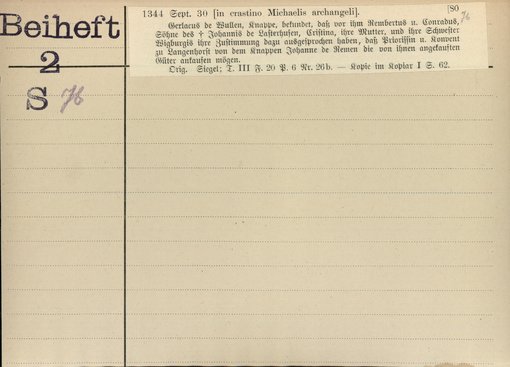 Beiheft
2
S 76
1344 Sept. 30 [in crastino Michaelis archangeli]. [80
76
Gerlacus de Wullen, Knappe, bekundet, daß vor ihm Rembertus u. Conradus,
Söhne des † Johannis de Lasterhusen, Cristina, ihre Mutter, und ihre Schwester
Wigburgis ihre Zustimmung dazu ausgesprochen haben, daß Priorissin u. Konvent
zu Langenhorst von dem Knappen Johanne de Remen die von ihnen angekauften
Güter ankaufen mögen.
Orig. Siegel; T. III F. 20 P. 6 Nr. 26b. — Kopie im Kopiar I S. 62.